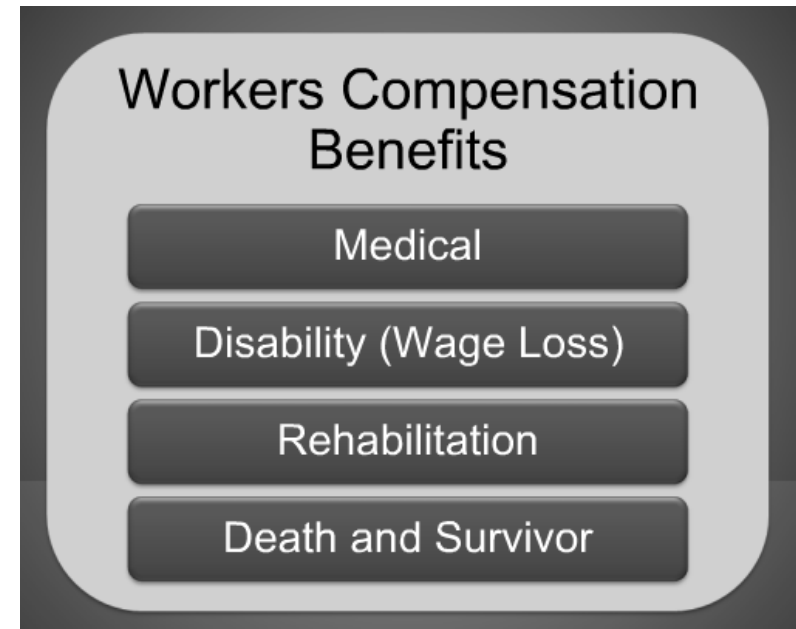 Workers Compensation
Benefits
Medical
Disability (Wage Loss)
Rehabilitation
Death and Survivor